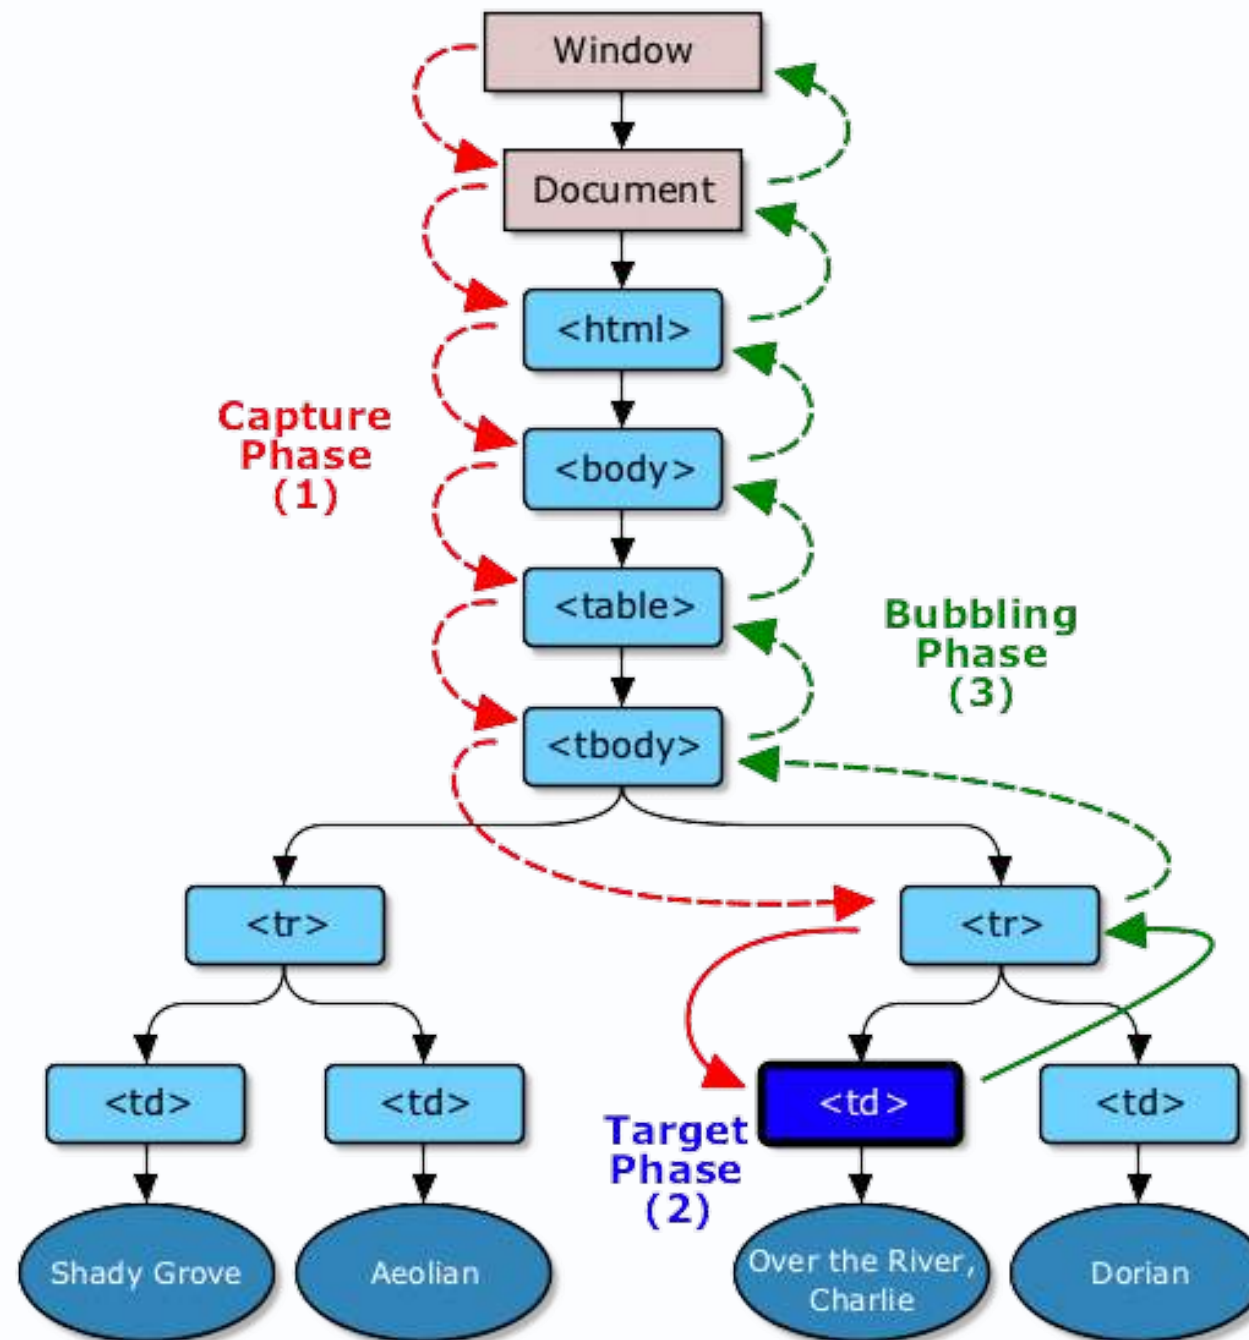 Window
Document
<html>
Capture
Phase
(1)
<body>
<table>
Bubbling
Phase
(3)
<tbody>
<tr>
<tr>
<td>
<td>
<td>
<td>
Target
Phase
(2)
Shady Grove
Aeolian
Over the River,
Charlie
Dorian